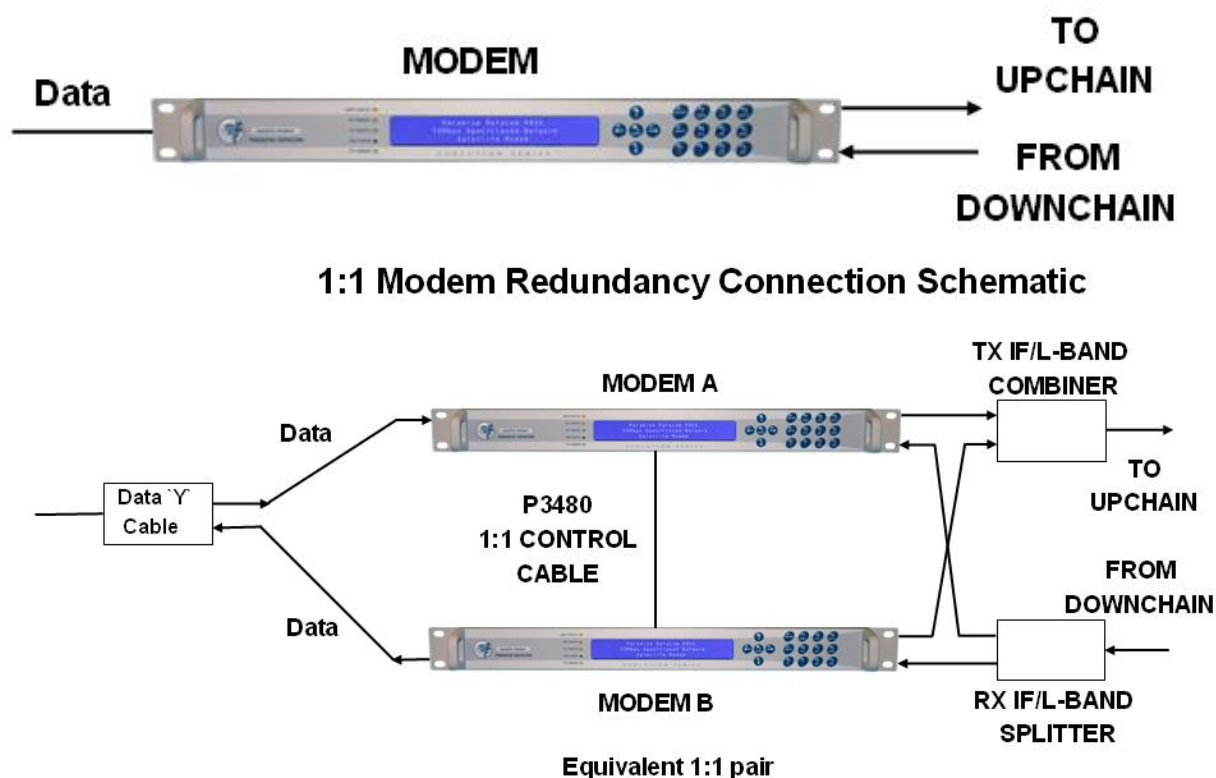 MODEM
Data
TO
UPCHAIN
FROM
DOWNCHAIN
1:1 Modem Redundancy Connection Schematic
TX IF/L-BAND
COMBINER
MODEM A
Data
Data `Y`
Cable
P3480
1:1 CONTROL
CABLE
TO
UPCHAIN
FROM
DOWNCHAIN
Data
MODEM B
RX IF/L-BAND
SPLITTER
Equivalent 1:1 pair